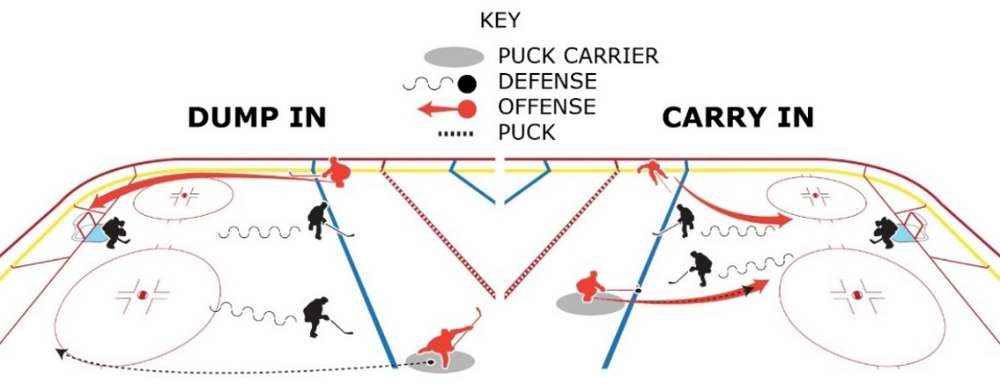 KEY
PUCK CARRIER
DEFENSE
OFFENSE
PUCK
DUMP IN
CARRY IN